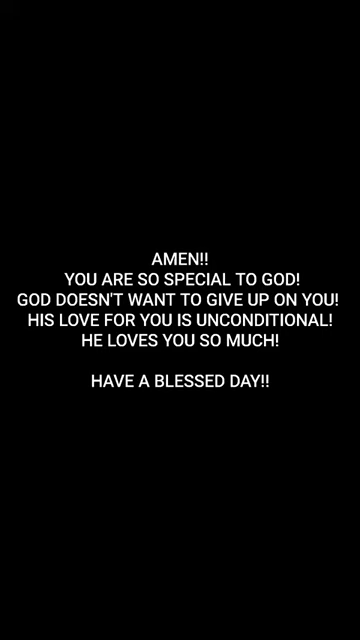 AMEN!!
YOU ARE SO SPECIAL TO GOD!
GOD DOESN'T WANT TO GIVE UP ON YOU!
HIS LOVE FOR YOU IS UNCONDITIONAL!
HE LOVES YOU SO MUCH!
HAVE A BLESSED DAY!!